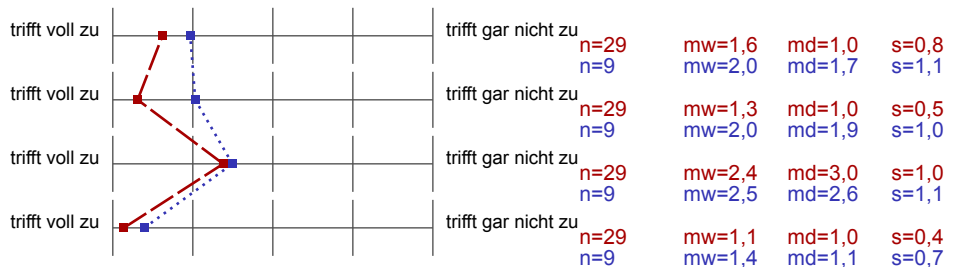 trifft voll zu trifft gar nicht zu
n=29 mw=1,6 md=1,0 s=0,8
n=9 mw=2,0 md=1,7 s=1,1
trifft voll zu trifft gar nicht zu
n=29 mw=1,3 md=1,0 s=0,5
n=9 mw=2,0 md=1,9 s=1,0
trifft voll zu trifft gar nicht zu
n=29 mw=2,4 md=3,0 s=1,0
n=9 mw=2,5 md=2,6 s=1,1
trifft voll zu trifft gar nicht zu
n=29 mw=1,1 md=1,0 s=0,4
n=9 mw=1,4 md=1,1 s=0,7